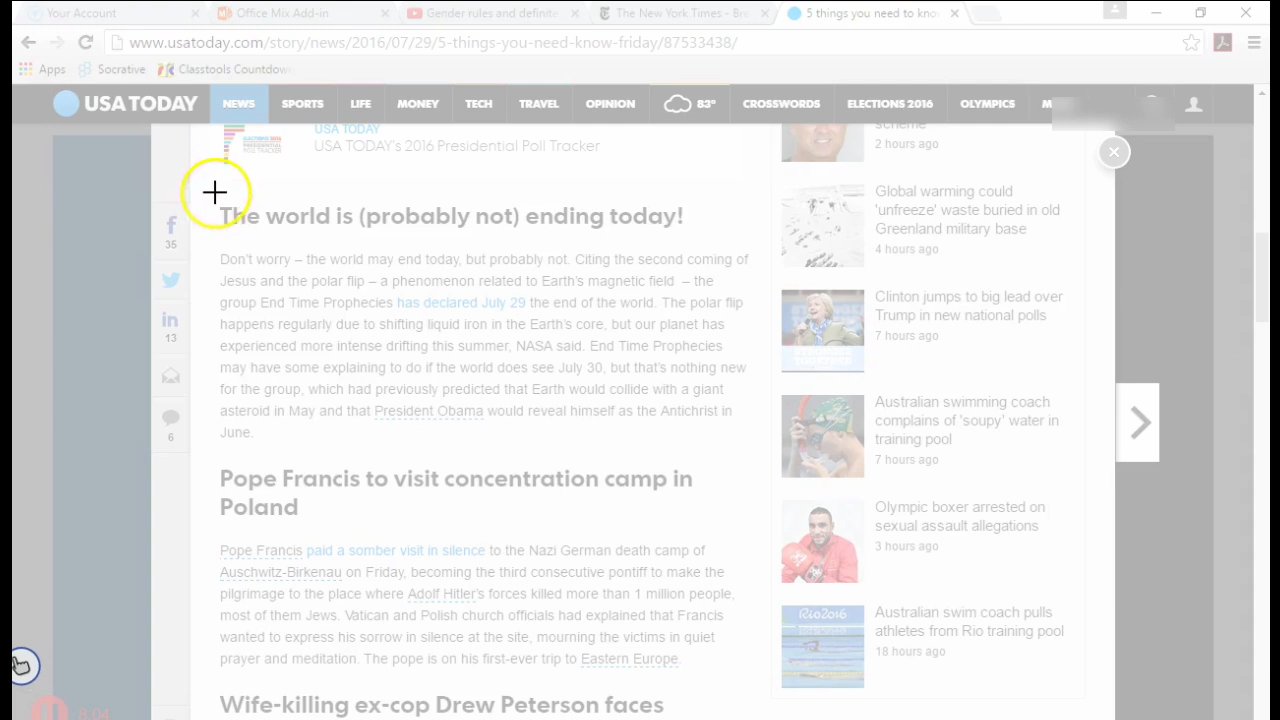 Your Account
Office Mix Add-in
Gender rules and definite
The New York Times - Bre
5 things you need to kno
www.usatoday.com/story/news/2016/07/29/5-things-you-need-know-friday/87533438/
Apps
Socrative
Classtools Countdow
USA TODAY
NEWS
SPORTS
LIFE
MONEY
TECH
TRAVEL
OPINION
83°
CROSSWORDS
ELECTIONS 2016
OLYMPICS
USA TODAY
USA TODAY's 2016 Presidential Poll Tracker
The world is (probably not) ending today!
35
13
6
Don't worry – the world may end today, but probably not. Citing the second coming of
Jesus and the polar flip – a phenomenon related to Earth's magnetic field – the
group End Time Prophecies has declared July 29 the end of the world. The polar flip
happens regularly due to shifting liquid iron in the Earth's core, but our planet has
experienced more intense drifting this summer, NASA said. End Time Prophecies
may have some explaining to do if the world does see July 30, but that's nothing new
for the group, which had previously predicted that Earth would collide with a giant
asteroid in May and that President Obama would reveal himself as the Antichrist in
June.
Pope Francis to visit concentration camp in
Poland
Pope Francis paid a somber visit in silence to the Nazi German death camp of
Auschwitz-Birkenau on Friday, becoming the third consecutive pontiff to make the
pilgrimage to the place where Adolf Hitler's forces killed more than 1 million people,
most of them Jews. Vatican and Polish church officials had explained that Francis
wanted to express his sorrow in silence at the site, mourning the victims in quiet
prayer and meditation. The pope is on his first-ever trip to Eastern Europe.
Wife-killing ex-cop Drew Peterson faces
scheme
2 hours ago
Global warming could
'unfreeze' waste buried in old
Greenland military base
4 hours ago
Clinton jumps to big lead over
Trump in new national polls
7 hours ago
Australian swimming coach
complains of 'soupy' water in
training pool
7 hours ago
Olympic boxer arrested on
sexual assault allegations
3 hours ago
Australian swim coach pulls
athletes from Rio training pool
18 hours ago
Rio2016
8:04